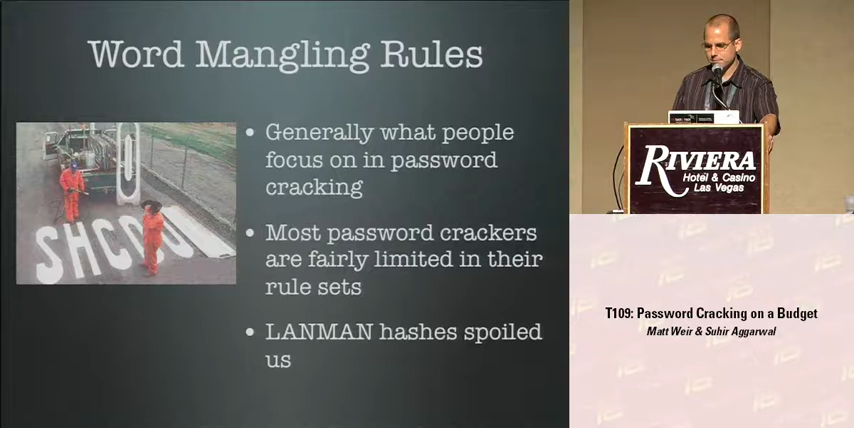 Word Mangling Rules
• Generally what people
focus on in password
cracking
• Most password crackers
are fairly limited in their
rule sets
• LANMAN hashes spoiled
us
SHCOOL
RIVIERA
Hotel & Casino
Las Vegas
T109: Password Cracking on a Budget
Matt Weir & Suhir Aggarwal